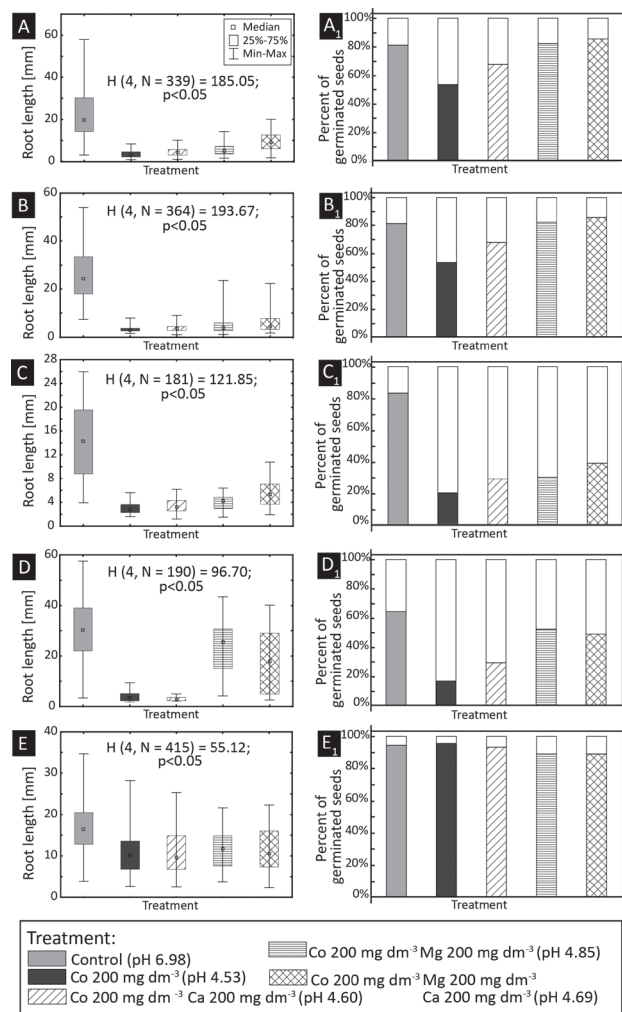 A
Root length [mm]
60
40
20
0
H (4, N = 339) = 185.05;
p<0.05
Median
25%-75%
Min-Max
Treatment
A1
Percent of
germinated seeds
100%
80%
60%
40%
20%
0%
Treatment
B
Root length [mm]
60
40
20
0
H (4, N = 364) = 193.67;
p<0.05
Treatment
B1
Percent of
germinated seeds
100%
80%
60%
40%
20%
0%
Treatment
C
Root length [mm]
28
24
20
16
12
8
4
0
H (4, N = 181) = 121.85;
p<0.05
Treatment
C1
Percent of
germinated seeds
100%
80%
60%
40%
20%
0%
Treatment
D
Root length [mm]
60
40
20
0
H (4, N = 190) = 96.70;
p<0.05
Treatment
D1
Percent of
germinated seeds
100%
80%
60%
40%
20%
0%
Treatment
E
Root length [mm]
40
30
20
10
0
H (4, N = 415) = 55.12;
p<0.05
Treatment
E1
Percent of
germinated seeds
100%
80%
60%
40%
20%
0%
Treatment
Treatment:
Control (pH 6.98)
Co 200 mg dm-3 (pH 4.53)
Co 200 mg dm -3 Ca 200 mg dm-3 (pH 4.60)
Co 200 mg dm-3 Mg 200 mg dm-3 (pH 4.85)
Co 200 mg dm-3 Mg 200 mg dm-3
Ca 200 mg dm-3 (pH 4.69)